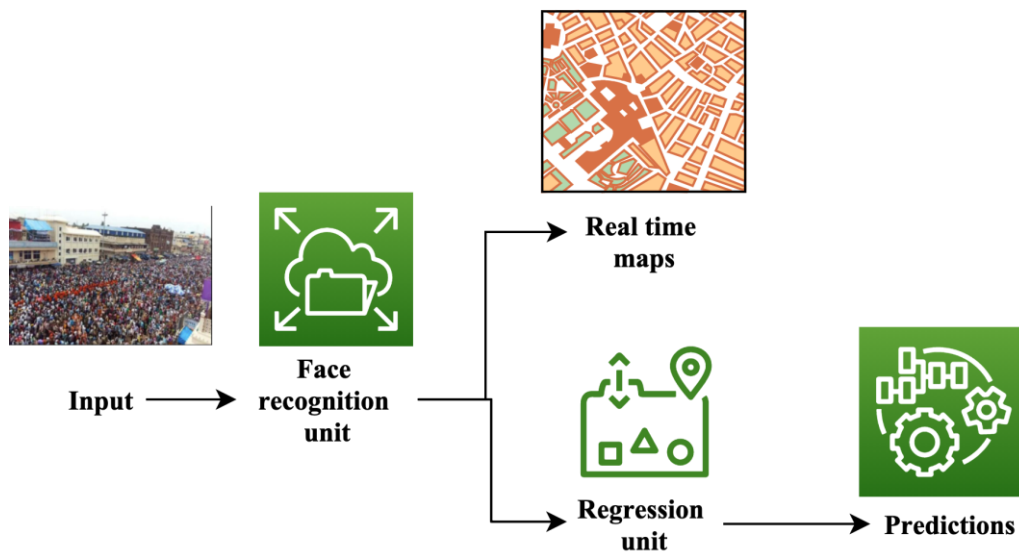 Real time
maps
Input
Face
recognition
unit
Regression
unit
Predictions